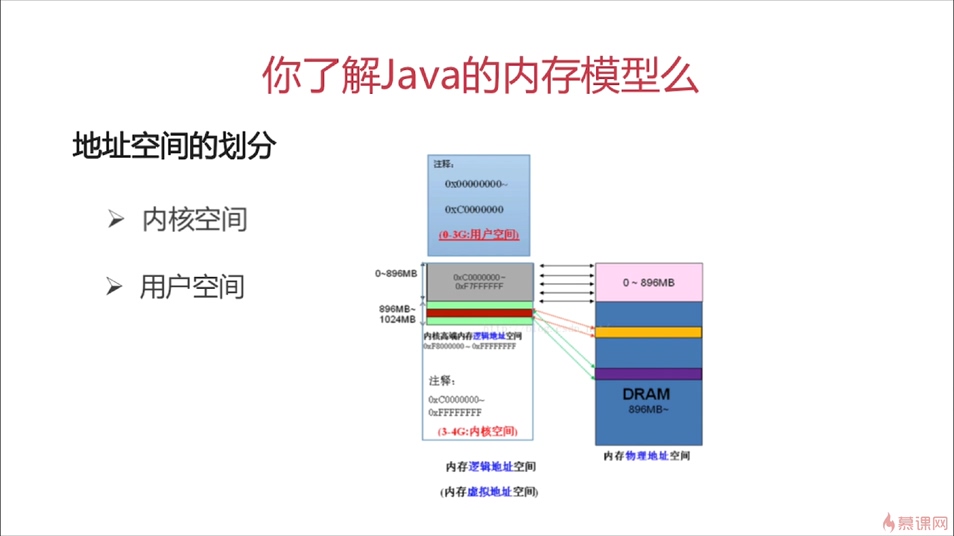 你了解Java的内存模型么
地址空间的划分
➢ 内核空间
➢ 用户空间
注释:
0x00000000~
0xC0000000
(0-3G:用户空间)
0~896MB
0xC0000000~
0xF7FFFFFF
896MB~
1024MB
内核高端内存逻辑地址空间
0xF8000000~0xFFFFFFFF
注释:
0xC0000000~
0xFFFFFFFF
(3-4G:内核空间)
内存逻辑地址空间
(内存虚拟地址空间)
0 ~ 896MB
DRAM
896MB~
内存物理地址空间
慕课网